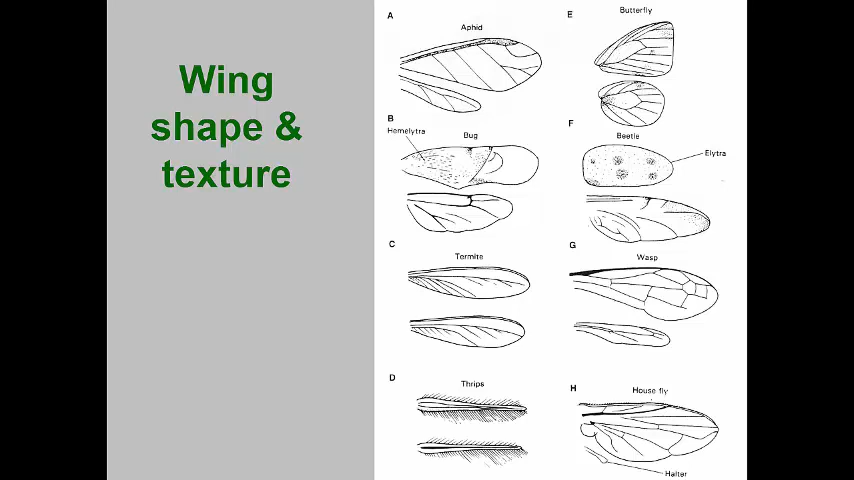 Wing
shape &
texture
A
Aphid
B
Hemelytra
Bug
C
Termite
D
Thrips
E
Butterfly
F
Beetle
Elytra
G
Wasp
H
House fly
Halter